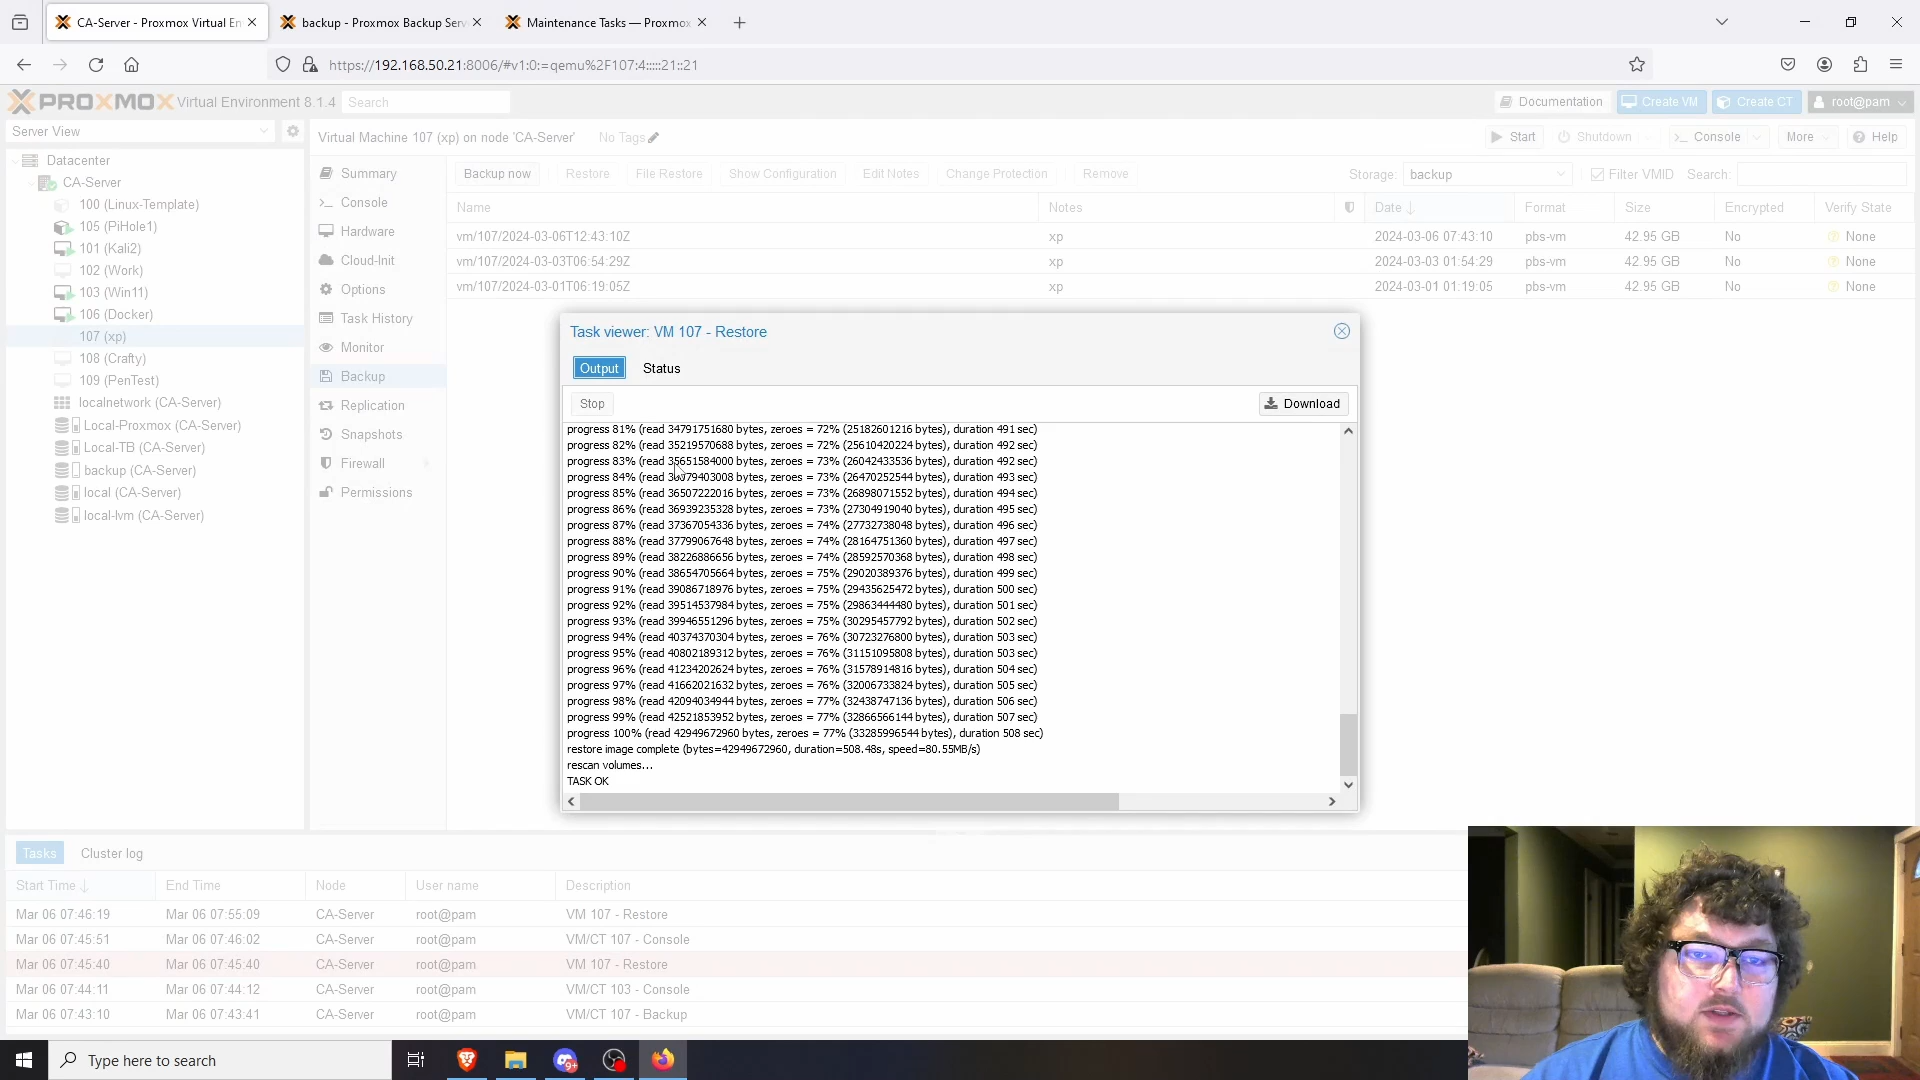 CA-Server - Proxmox Virtual En
backup - Proxmox Backup Serv
Maintenance Tasks — Proxmox
https://192.168.50.21:8006/#v1:0:=qemu%2F107:4:::::21::21
PROXMOX Virtual Environment 8.1.4
Search
Documentation
Create VM
Create CT
root@pam
Server View
Virtual Machine 107 (xp) on node 'CA-Server'
No Tags
Start
Shutdown
Console
More
Help
Datacenter
CA-Server
100 (Linux-Template)
105 (PiHole1)
101 (Kali2)
102 (Work)
103 (Win11)
106 (Docker)
107 (xp)
108 (Crafty)
109 (PenTest)
localnetwork (CA-Server)
Local-Proxmox (CA-Server)
Local-TB (CA-Server)
backup (CA-Server)
local (CA-Server)
local-lvm (CA-Server)
Summary
Console
Hardware
Cloud-Init
Options
Task History
Monitor
Backup
Replication
Snapshots
Firewall
Permissions
Backup now
Restore
File Restore
Show Configuration
Edit Notes
Change Protection
Remove
Storage: backup
Filter VMID
Search:
Name Notes Date Format Size Encrypted Verify State
vm/107/2024-03-06T12:43:10Z xp 2024-03-06 07:43:10 pbs-vm 42.95 GB No None
vm/107/2024-03-03T06:54:29Z xp 2024-03-03 01:54:29 pbs-vm 42.95 GB No None
vm/107/2024-03-01T06:19:05Z xp 2024-03-01 01:19:05 pbs-vm 42.95 GB No None
Task viewer: VM 107 - Restore
Output Status
Stop
Download
progress 81% (read 34791751680 bytes, zeroes = 72% (25182601216 bytes), duration 491 sec)
progress 82% (read 35219570688 bytes, zeroes = 72% (25610420224 bytes), duration 492 sec)
progress 83% (read 35651584000 bytes, zeroes = 73% (26042433536 bytes), duration 492 sec)
progress 84% (read 36079403008 bytes, zeroes = 73% (26470252544 bytes), duration 493 sec)
progress 85% (read 36507222016 bytes, zeroes = 73% (26898071552 bytes), duration 494 sec)
progress 86% (read 36939235328 bytes, zeroes = 73% (27304919040 bytes), duration 495 sec)
progress 87% (read 37367054336 bytes, zeroes = 74% (27732738048 bytes), duration 496 sec)
progress 88% (read 37799067648 bytes, zeroes = 74% (28164751360 bytes), duration 497 sec)
progress 89% (read 38226886656 bytes, zeroes = 74% (28592570368 bytes), duration 498 sec)
progress 90% (read 38654705664 bytes, zeroes = 75% (29020389376 bytes), duration 499 sec)
progress 91% (read 39086718976 bytes, zeroes = 75% (29435625472 bytes), duration 500 sec)
progress 92% (read 39514537984 bytes, zeroes = 75% (29863444480 bytes), duration 501 sec)
progress 93% (read 39946551296 bytes, zeroes = 75% (30295457792 bytes), duration 502 sec)
progress 94% (read 40374370304 bytes, zeroes = 76% (30723276800 bytes), duration 503 sec)
progress 95% (read 40802189312 bytes, zeroes = 76% (31151095808 bytes), duration 503 sec)
progress 96% (read 41234202624 bytes, zeroes = 76% (31578914816 bytes), duration 504 sec)
progress 97% (read 41662021632 bytes, zeroes = 76% (32006733824 bytes), duration 505 sec)
progress 98% (read 42094034944 bytes, zeroes = 77% (32438747136 bytes), duration 506 sec)
progress 99% (read 42521853952 bytes, zeroes = 77% (32866566144 bytes), duration 507 sec)
progress 100% (read 42949672960 bytes, zeroes = 77% (33285996544 bytes), duration 508 sec)
restore image complete (bytes=42949672960, duration=508.48s, speed=80.55MB/s)
rescan volumes...
TASK OK
Tasks Cluster log
Start Time End Time Node User name Description
Mar 06 07:46:19 Mar 06 07:55:09 CA-Server root@pam VM 107 - Restore
Mar 06 07:45:51 Mar 06 07:46:02 CA-Server root@pam VM/CT 107 - Console
Mar 06 07:45:40 Mar 06 07:45:40 CA-Server root@pam VM 107 - Restore
Mar 06 07:44:11 Mar 06 07:44:12 CA-Server root@pam VM/CT 103 - Console
Mar 06 07:43:10 Mar 06 07:43:41 CA-Server root@pam VM/CT 107 - Backup
Type here to search
9+